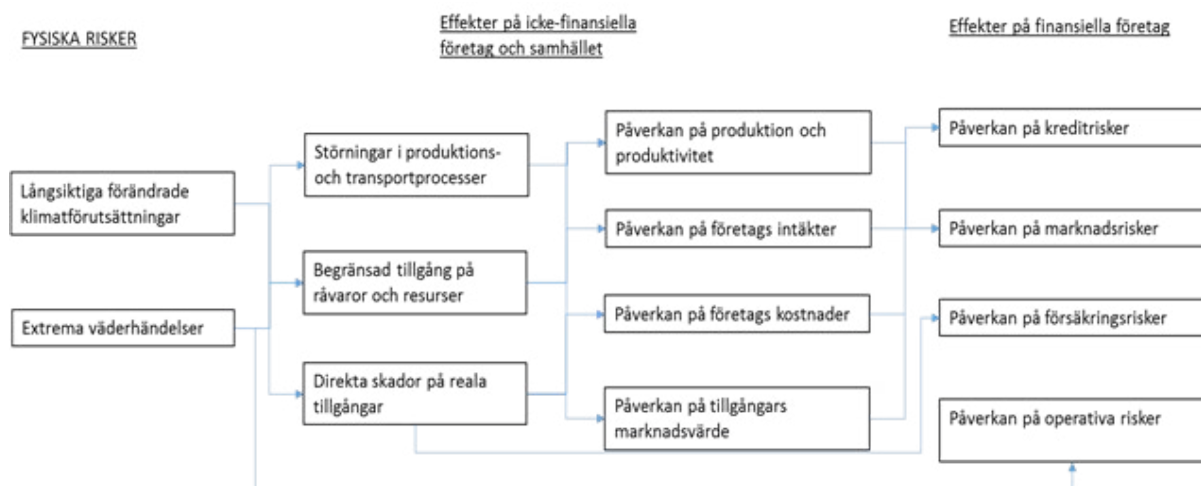 FYSISKA RISKER
Effekter på icke-finansiella
företag och samhället
Effekter på finansiella företag
Långsiktiga förändrade
klimatförutsättningar
Extrema väderhändelser
Störningar i produktions-
och transportprocesser
Begränsad tillgång på
råvaror och resurser
Direkta skador på reala
tillgångar
Påverkan på produktion och
produktivitet
Påverkan på företags intäkter
Påverkan på företags kostnader
Påverkan på tillgångars
marknadsvärde
Påverkan på kreditrisker
Påverkan på marknadsrisker
Påverkan på försäkringsrisker
Påverkan på operativa risker